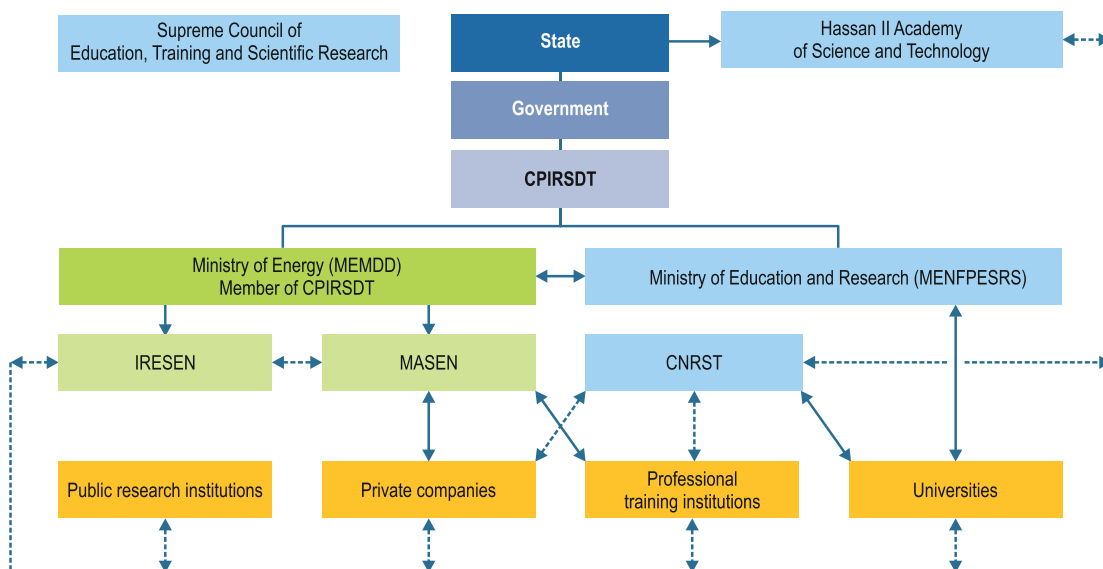 Supreme Council of
Education, Training and Scientific Research
State
Hassan II Academy
of Science and Technology
Government
CPIRSDT
Ministry of Energy (MEMDD)
Member of CPIRSDT
Ministry of Education and Research (MENFPESRS)
IRESEN
MASEN
CNRST
Public research institutions
Private companies
Professional
training institutions
Universities